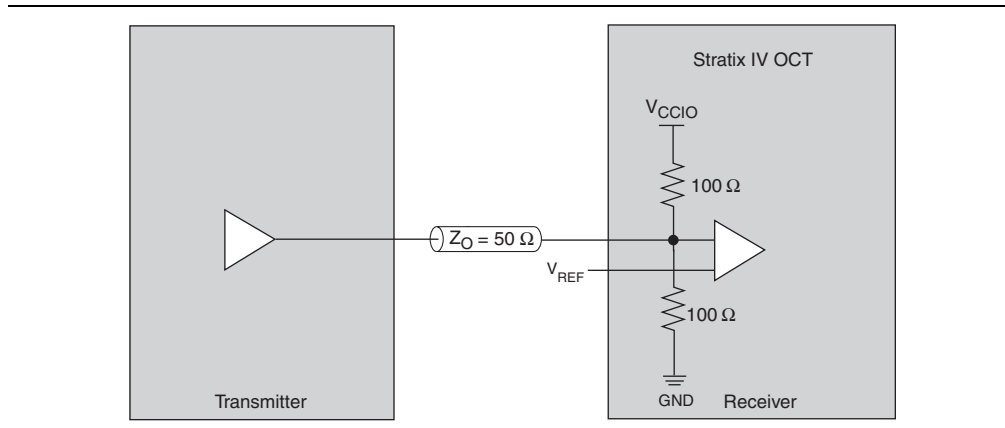 Stratix IV OCT
VCCIO
100 Ω
ZO = 50 Ω
VREF
100 Ω
GND
Transmitter
Receiver